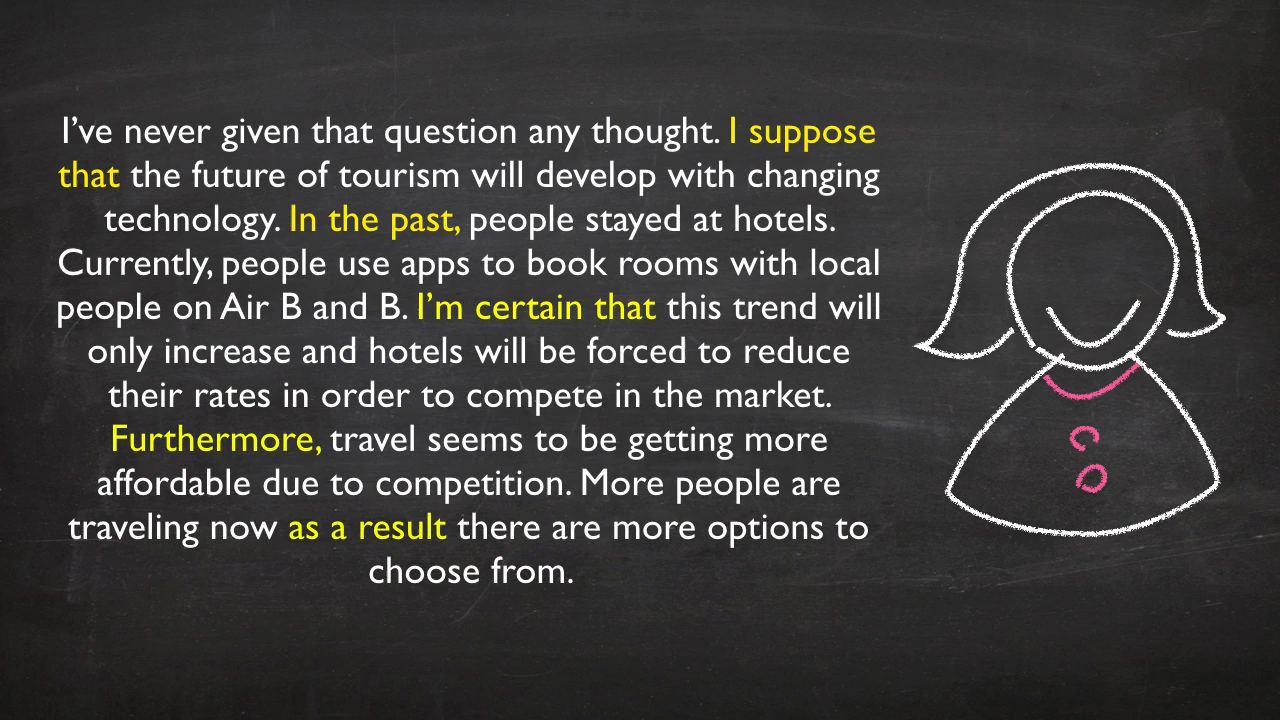 I've never given that question any thought. I suppose
that the future of tourism will develop with changing
technology. In the past, people stayed at hotels.
Currently, people use apps to book rooms with local
people on Air B and B. I'm certain that this trend will
only increase and hotels will be forced to reduce
their rates in order to compete in the market.
Furthermore, travel seems to be getting more
affordable due to competition. More people are
traveling now as a result there are more options to
choose from.